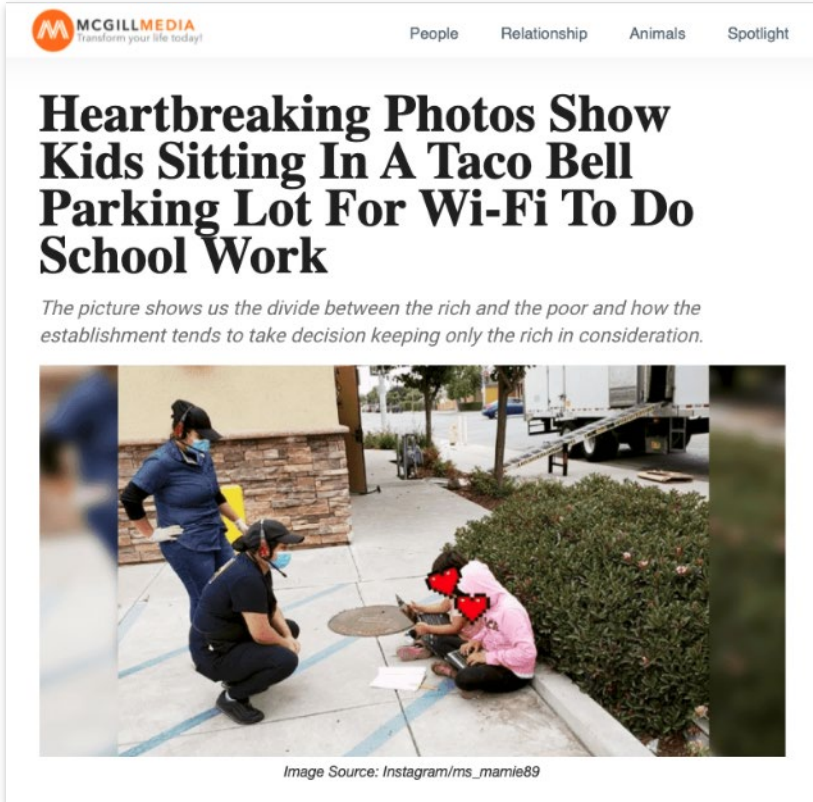 MCGILLMEDIA
Transform your life today!
People Relationship Animals Spotlight
Heartbreaking Photos Show
Kids Sitting In A Taco Bell
Parking Lot For Wi-Fi To Do
School Work
The picture shows us the divide between the rich and the poor and how the
establishment tends to take decision keeping only the rich in consideration.
Image Source: Instagram/ms_mamie89